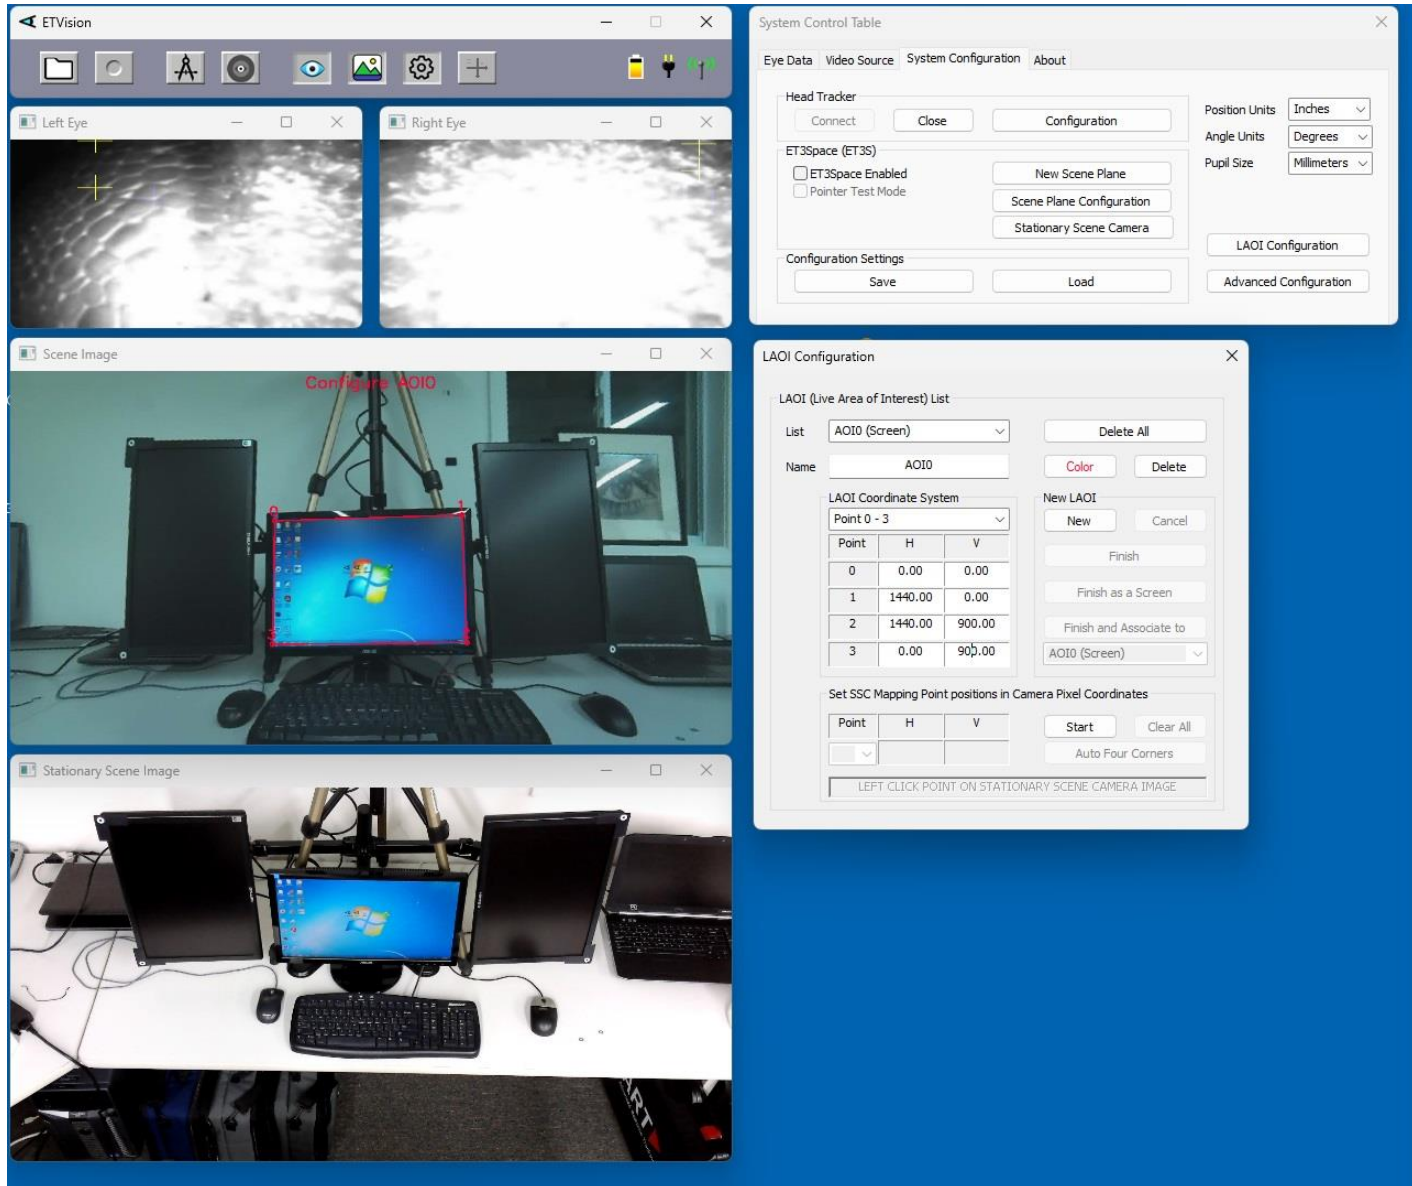 ETVision
Left Eye
Right Eye
Scene Image
Configure AOI0
0
1
Stationary Scene Image
System Control Table
Eye Data
Video Source
System Configuration
About
Head Tracker
Connect
Close
Configuration
Position Units
Inches
Angle Units
Degrees
Pupil Size
Millimeters
ET3Space (ET3S)
ET3Space Enabled
Pointer Test Mode
New Scene Plane
Scene Plane Configuration
Stationary Scene Camera
LAOI Configuration
Configuration Settings
Save
Load
Advanced Configuration
LAOI Configuration
LAOI (Live Area of Interest) List
List
AOI0 (Screen)
Delete All
Name
AOI0
Color
Delete
LAOI Coordinate System
Point 0 - 3
Point H V
0 0.00 0.00
1 1440.00 0.00
2 1440.00 900.00
3 0.00 900.00
New LAOI
New
Cancel
Finish
Finish as a Screen
Finish and Associate to
AOI0 (Screen)
Set SSC Mapping Point positions in Camera Pixel Coordinates
Point H V
Start
Clear All
Auto Four Corners
LEFT CLICK POINT ON STATIONARY SCENE CAMERA IMAGE